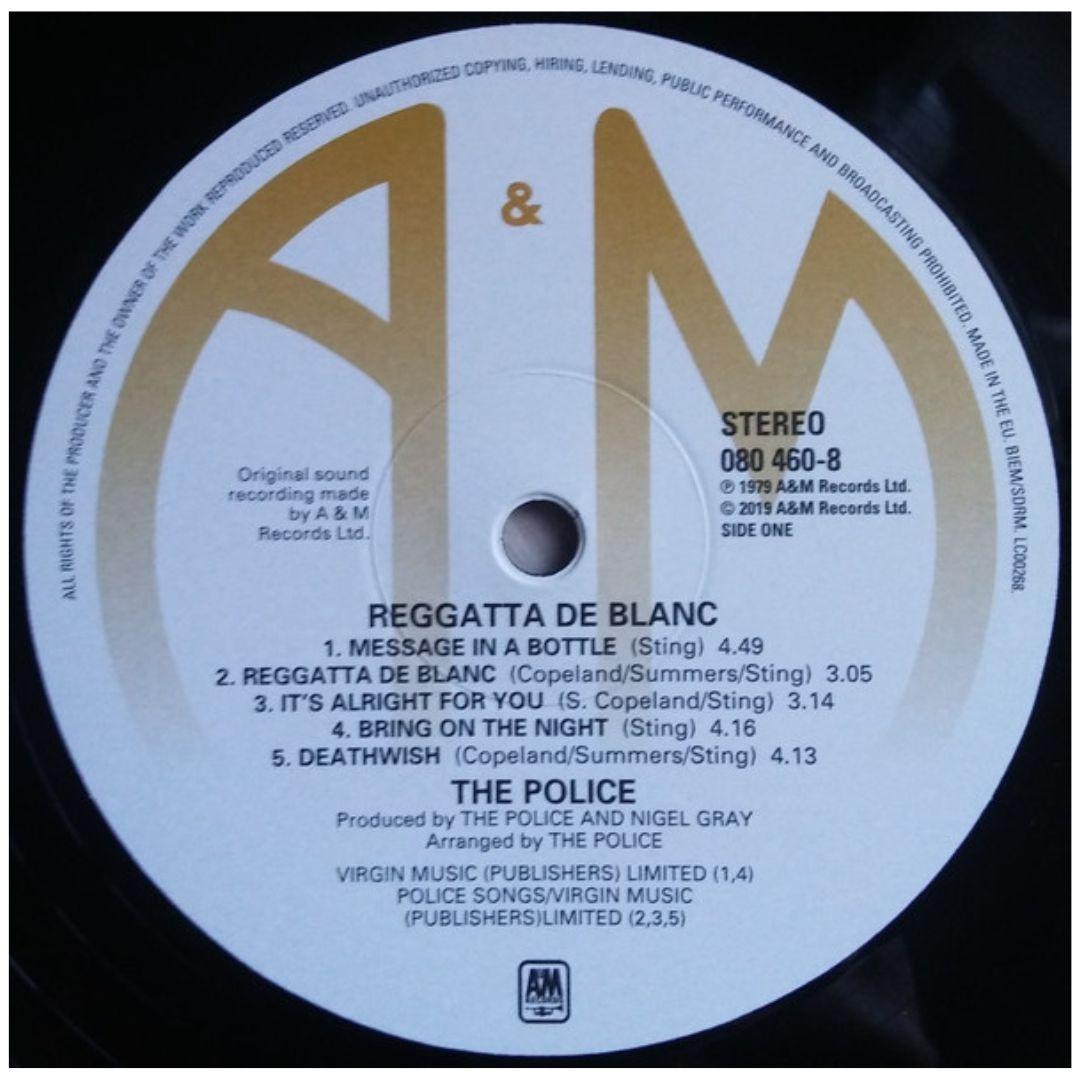 ALL RIGHTS OF THE PRODUCER AND THE OWNER OF THE WORK REPRODUCED RESERVED. UNAUTHORIZED COPYING, HIRING, LENDING, PUBLIC PERFORMANCE AND BROADCASTING PROHIBITED. MADE IN THE EU. BIEM/SDRM. LC00268.
A & M
Original sound
recording made
by A & M
Records Ltd.
STEREO
080 460-8
℗ 1979 A&M Records Ltd.
© 2019 A&M Records Ltd.
SIDE ONE
REGGATTA DE BLANC
1. MESSAGE IN A BOTTLE (Sting) 4.49
2. REGGATTA DE BLANC (Copeland/Summers/Sting) 3.05
3. IT'S ALRIGHT FOR YOU (S. Copeland/Sting) 3.14
4. BRING ON THE NIGHT (Sting) 4.16
5. DEATHWISH (Copeland/Summers/Sting) 4.13
THE POLICE
Produced by THE POLICE AND NIGEL GRAY
Arranged by THE POLICE
VIRGIN MUSIC (PUBLISHERS) LIMITED (1,4)
POLICE SONGS/VIRGIN MUSIC
(PUBLISHERS)LIMITED (2,3,5)
A&M
RECORDS